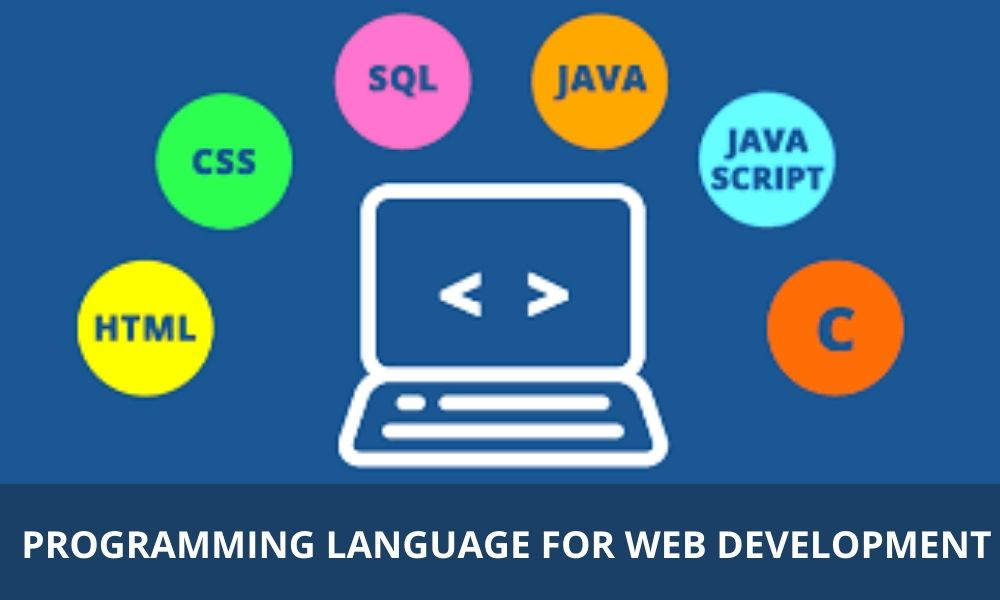 SQL
JAVA
CSS
JAVA
SCRIPT
HTML
< >
C
PROGRAMMING LANGUAGE FOR WEB DEVELOPMENT